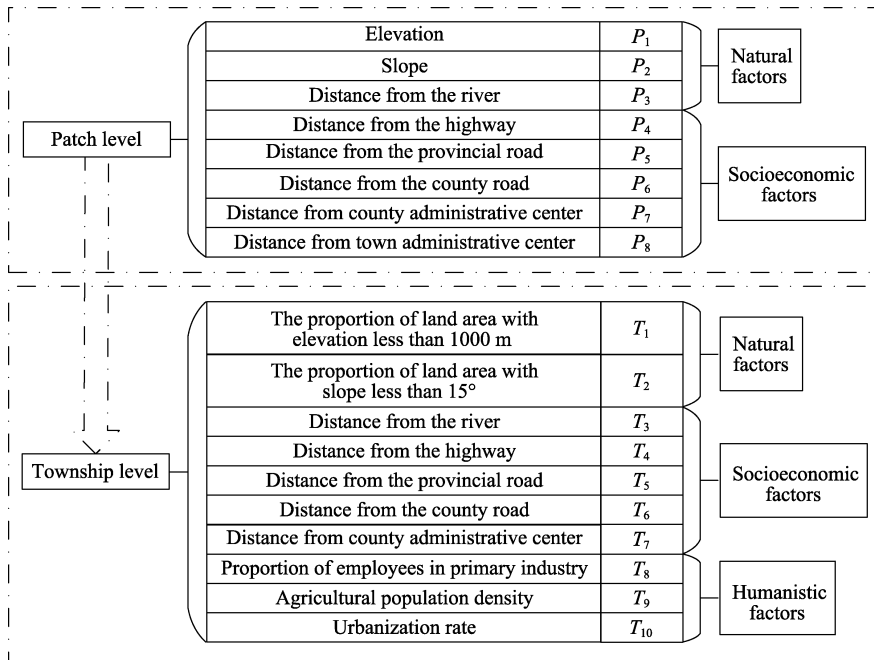 Elevation P1
Slope P2
Distance from the river P3
Natural
factors
Patch level
Distance from the highway P4
Distance from the provincial road P5
Distance from the county road P6
Distance from county administrative center P7
Distance from town administrative center P8
Socioeconomic
factors
The proportion of land area with
elevation less than 1000 m T1
The proportion of land area with
slope less than 15° T2
Natural
factors
Township level
Distance from the river T3
Distance from the highway T4
Distance from the provincial road T5
Distance from the county road T6
Distance from county administrative center T7
Socioeconomic
factors
Proportion of employees in primary industry T8
Agricultural population density T9
Urbanization rate T10
Humanistic
factors